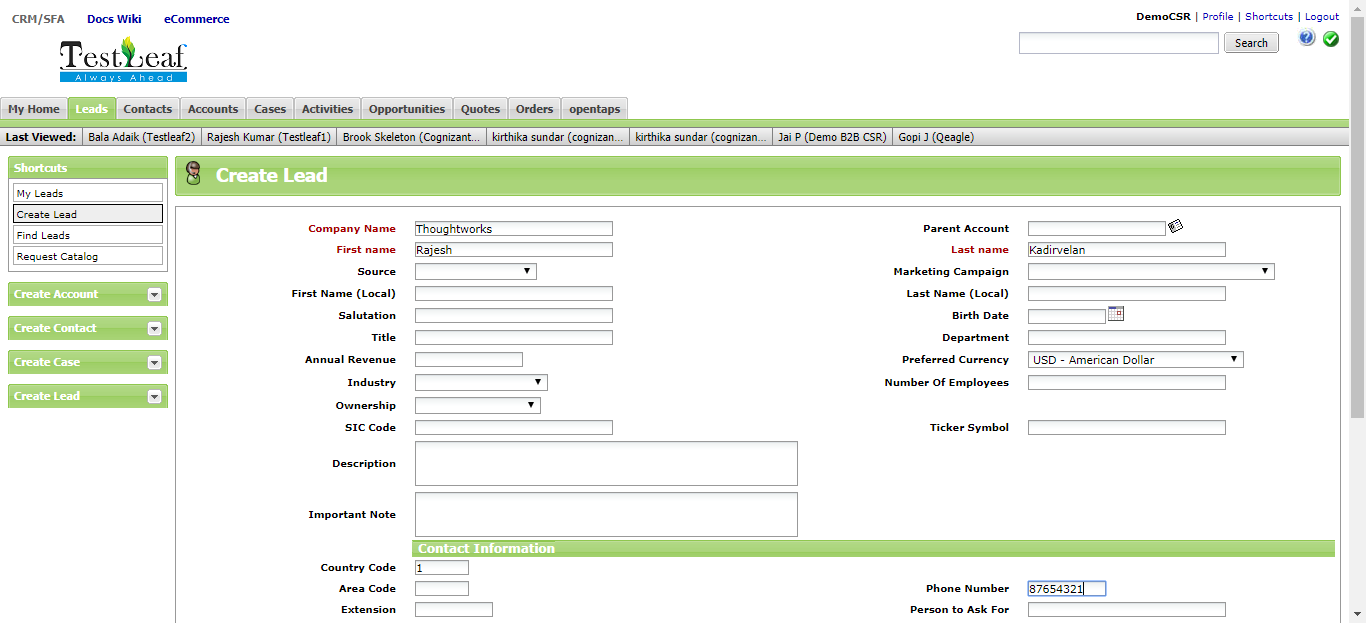 CRM/SFA Docs Wiki eCommerce
DemoCSR | Profile | Shortcuts | Logout
TestLeaf
Always Ahead
Search
My Home Leads Contacts Accounts Cases Activities Opportunities Quotes Orders opentaps
Last Viewed: Bala Adaik (Testleaf2) Rajesh Kumar (Testleaf1) Brook Skeleton (Cognizant... kirthika sundar (cognizan... kirthika sundar (cognizan... Jai P (Demo B2B CSR) Gopi J (Qeagle)
Shortcuts
My Leads
Create Lead
Find Leads
Request Catalog
Create Account
Create Contact
Create Case
Create Lead
Create Lead
Company Name Thoughtworks Parent Account
First name Rajesh Last name Kadirvelan
Source Marketing Campaign
First Name (Local) Last Name (Local)
Salutation Birth Date
Title Department
Annual Revenue Preferred Currency USD - American Dollar
Industry Number Of Employees
Ownership
SIC Code Ticker Symbol
Description
Important Note
Contact Information
Country Code 1
Area Code Phone Number 87654321
Extension Person to Ask For